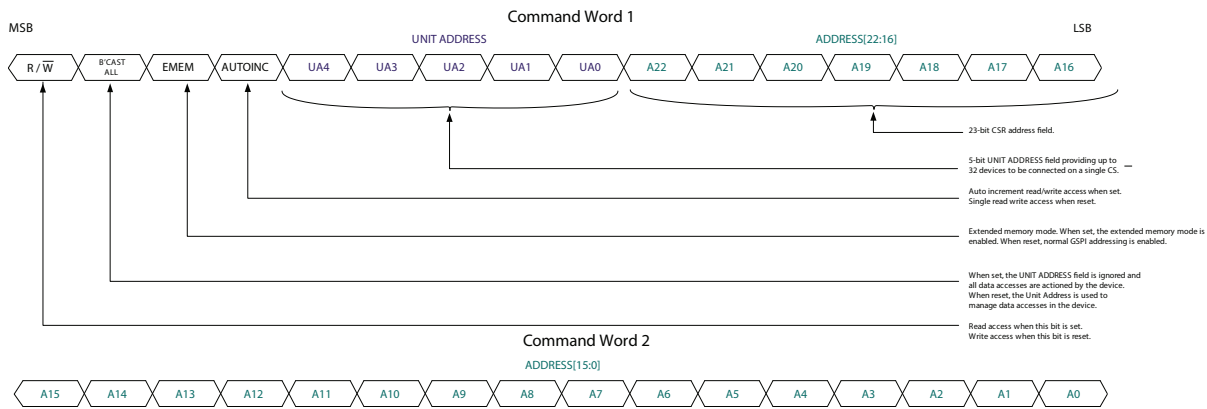 Command Word 1
MSB
LSB
UNIT ADDRESS
ADDRESS[22:16]
R / W B'CAST ALL EMEM AUTOINC UA4 UA3 UA2 UA1 UA0 A22 A21 A20 A19 A18 A17 A16
23-bit CSR address field.
5-bit UNIT ADDRESS field providing up to
32 devices to be connected on a single CS.
Auto increment read/write access when set.
Single read write access when reset.
Extended memory mode. When set, the extended memory mode is
enabled. When reset, normal GSPI addressing is enabled.
When set, the UNIT ADDRESS field is ignored and
all data accesses are actioned by the device.
When reset, the Unit Address is used to
manage data accesses in the device.
Read access when this bit is set.
Write access when this bit is reset.
Command Word 2
ADDRESS[15:0]
A15 A14 A13 A12 A11 A10 A9 A8 A7 A6 A5 A4 A3 A2 A1 A0